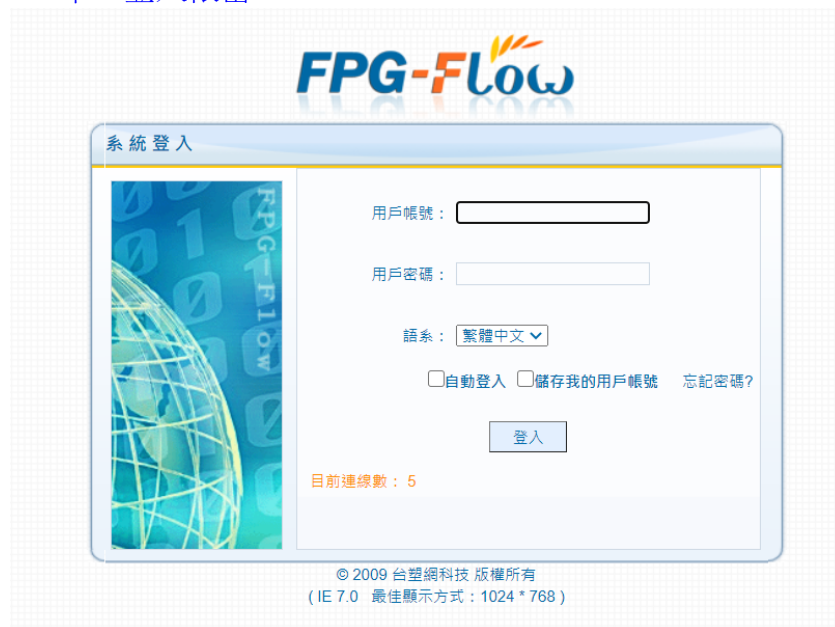 FPG-Flow
系統登入
FPG-Flow
用戶帳號：
用戶密碼：
語系： 繁體中文
自動登入 儲存我的用戶帳號 忘記密碼?
登入
目前連線數： 5
© 2009 台塑網科技 版權所有
( IE 7.0 最佳顯示方式：1024 * 768 )